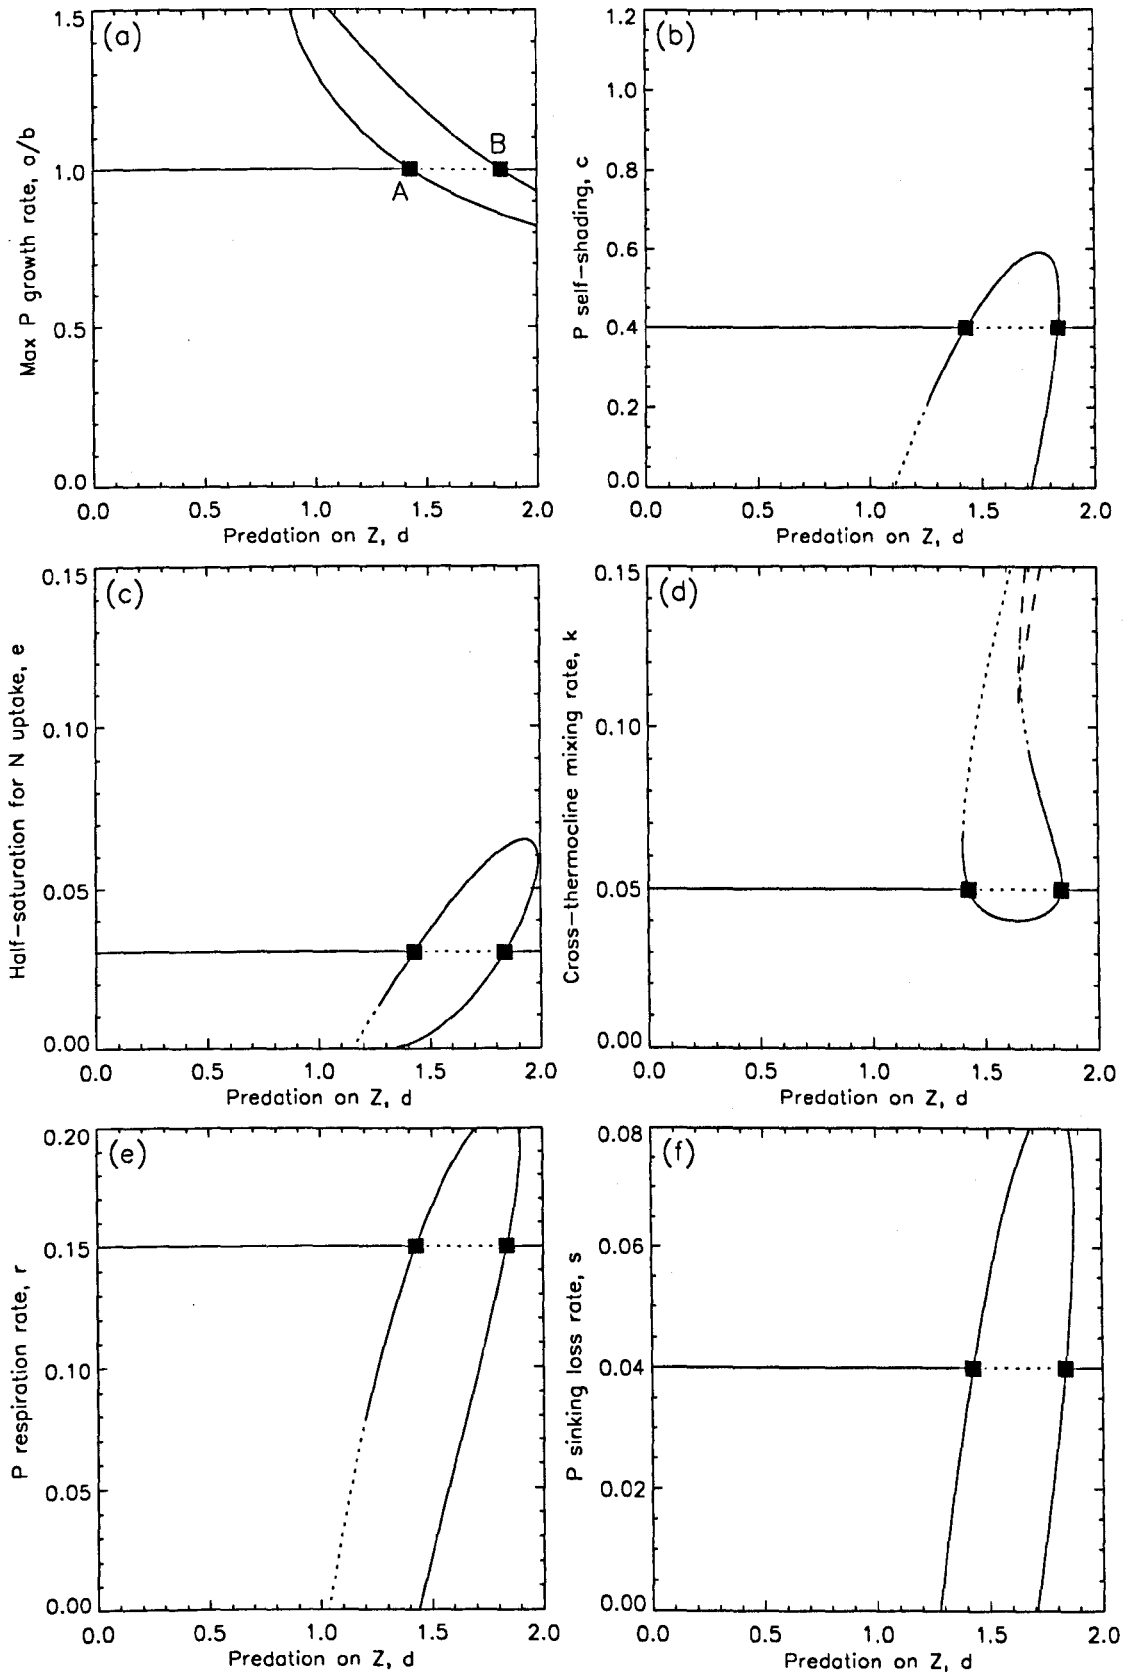 (a)
Max P growth rate, a/b
1.5
1.0
0.5
0.0
A
B
0.0 0.5 1.0 1.5 2.0
Predation on Z, d
(b)
P self-shading, c
1.2
1.0
0.8
0.6
0.4
0.2
0.0
0.0 0.5 1.0 1.5 2.0
Predation on Z, d
(c)
Half-saturation for N uptake, e
0.15
0.10
0.05
0.00
0.0 0.5 1.0 1.5 2.0
Predation on Z, d
(d)
Cross-thermocline mixing rate, k
0.15
0.10
0.05
0.00
0.0 0.5 1.0 1.5 2.0
Predation on Z, d
(e)
P respiration rate, r
0.20
0.15
0.10
0.05
0.00
0.0 0.5 1.0 1.5 2.0
Predation on Z, d
(f)
P sinking loss rate, s
0.08
0.06
0.04
0.02
0.00
0.0 0.5 1.0 1.5 2.0
Predation on Z, d